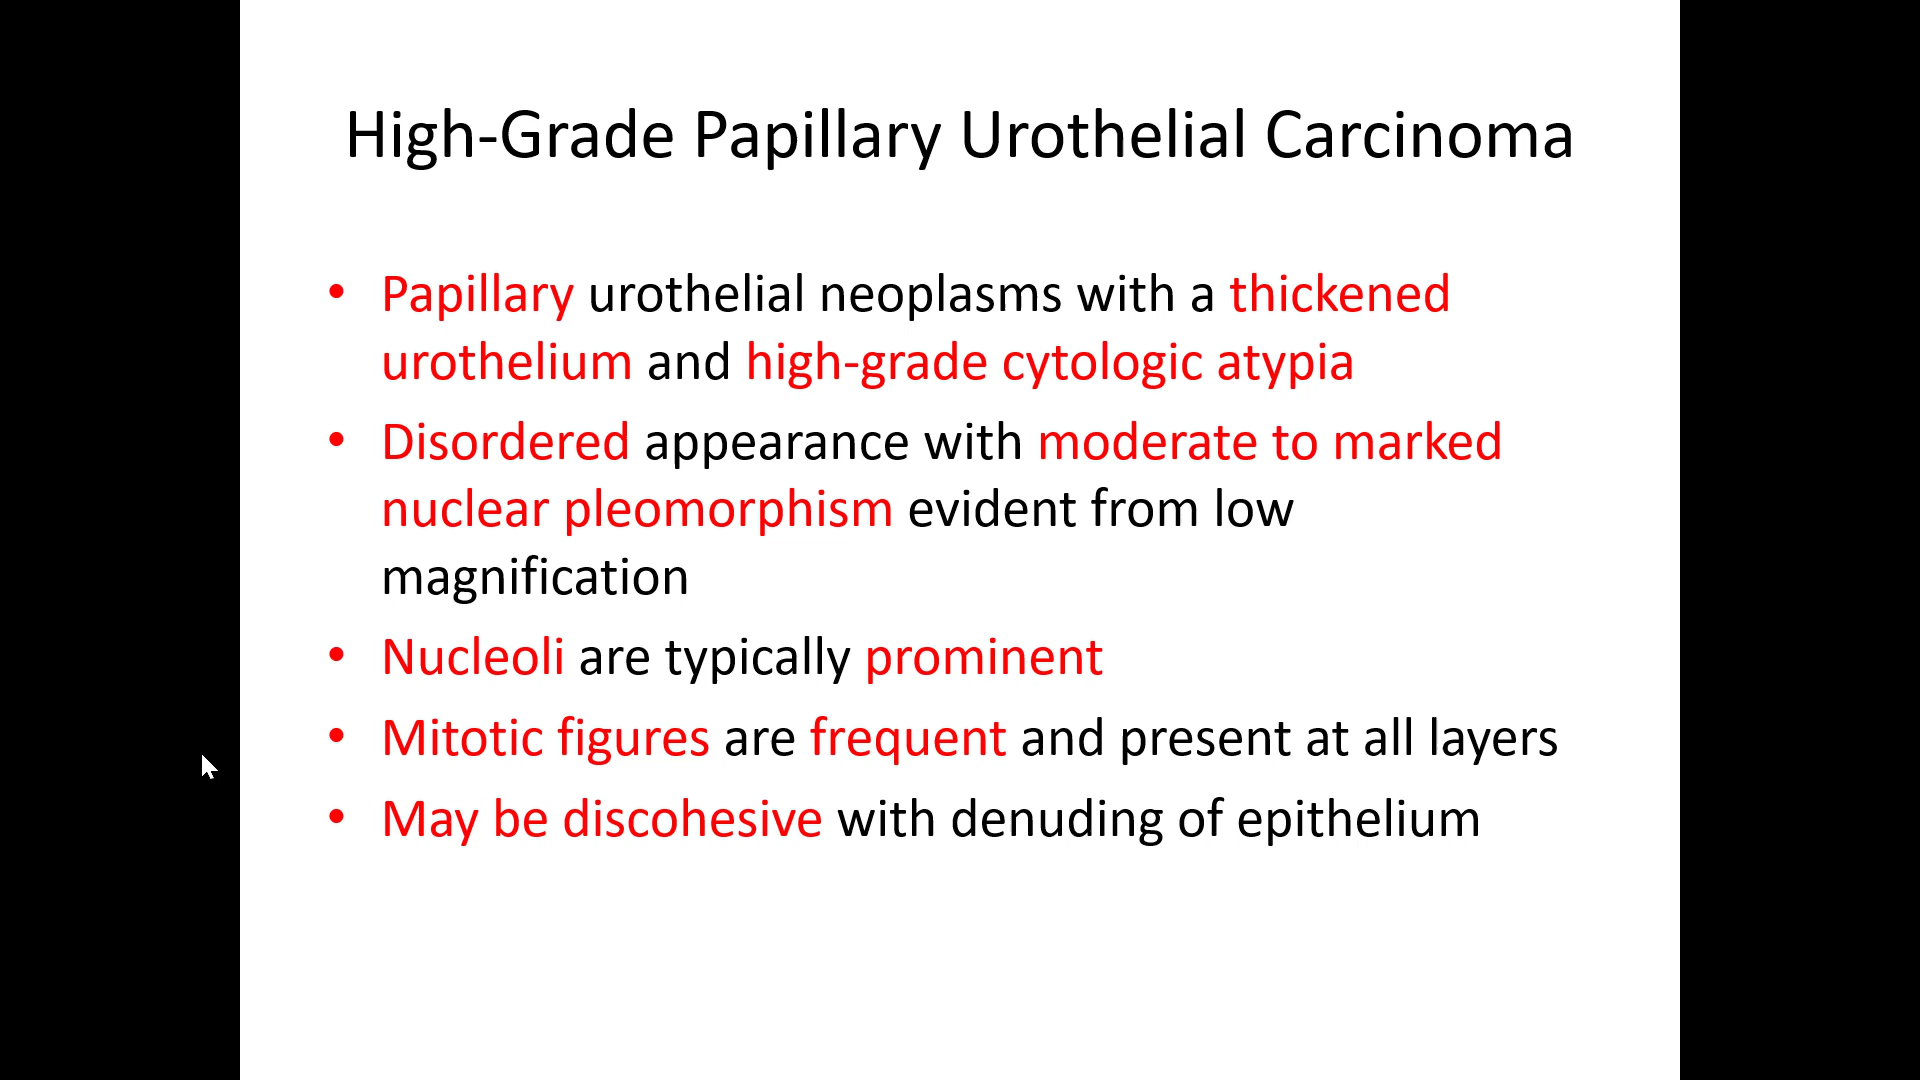 High-Grade Papillary Urothelial Carcinoma
• Papillary urothelial neoplasms with a thickened
urothelium and high-grade cytologic atypia
• Disordered appearance with moderate to marked
nuclear pleomorphism evident from low
magnification
• Nucleoli are typically prominent
• Mitotic figures are frequent and present at all layers
• May be discohesive with denuding of epithelium